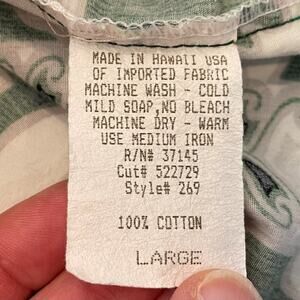 MADE IN HAWAII USA
OF IMPORTED FABRIC
MACHINE WASH - COLD
MILD SOAP,NO BLEACH
MACHINE DRY - WARM
USE MEDIUM IRON
R/N# 37145
Cut# 522729
Style# 269
100% COTTON
LARGE